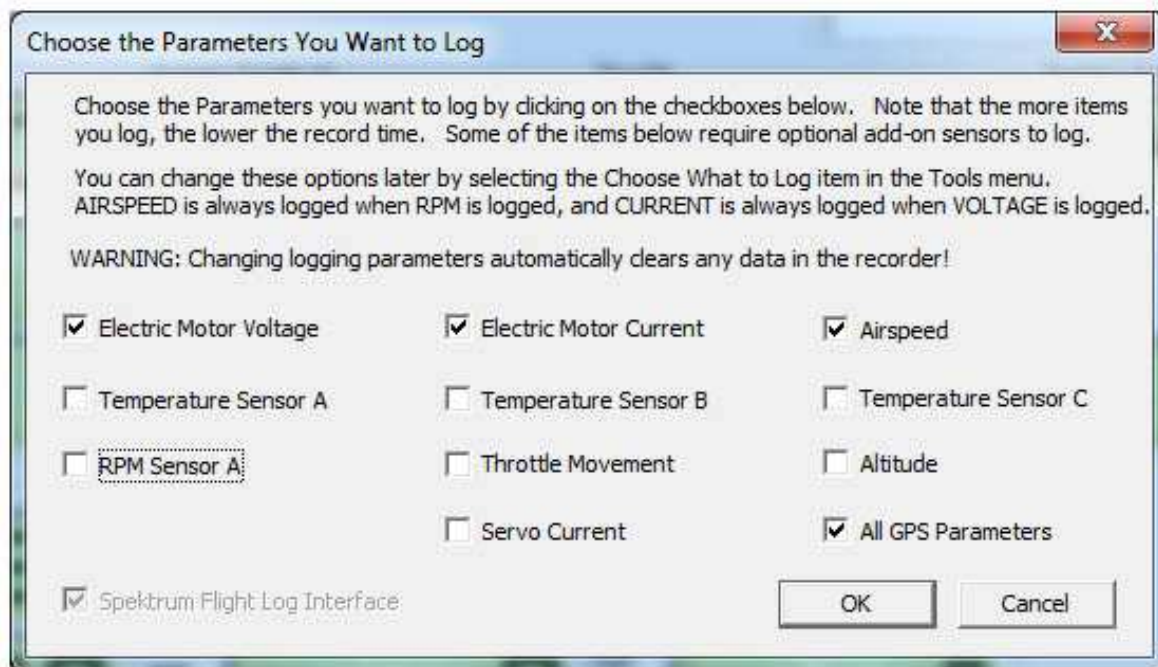 Choose the Parameters You Want to Log
Choose the Parameters you want to log by clicking on the checkboxes below. Note that the more items
you log, the lower the record time. Some of the items below require optional add-on sensors to log.
You can change these options later by selecting the Choose What to Log item in the Tools menu.
AIRSPEED is always logged when RPM is logged, and CURRENT is always logged when VOLTAGE is logged.
WARNING: Changing logging parameters automatically clears any data in the recorder!
Electric Motor Voltage Electric Motor Current Airspeed
Temperature Sensor A Temperature Sensor B Temperature Sensor C
RPM Sensor A Throttle Movement Altitude
Servo Current All GPS Parameters
Spektrum Flight Log Interface OK Cancel